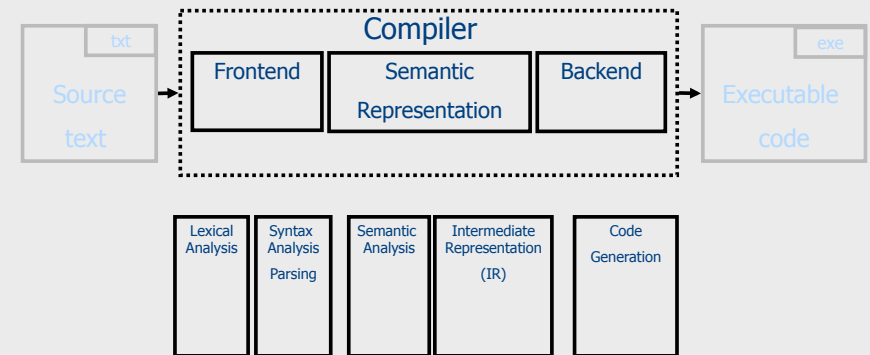 Compiler
txt
Source
text
Frontend
Semantic
Representation
Backend
exe
Executable
code
Lexical
Analysis
Syntax
Analysis
Parsing
Semantic
Analysis
Intermediate
Representation
(IR)
Code
Generation